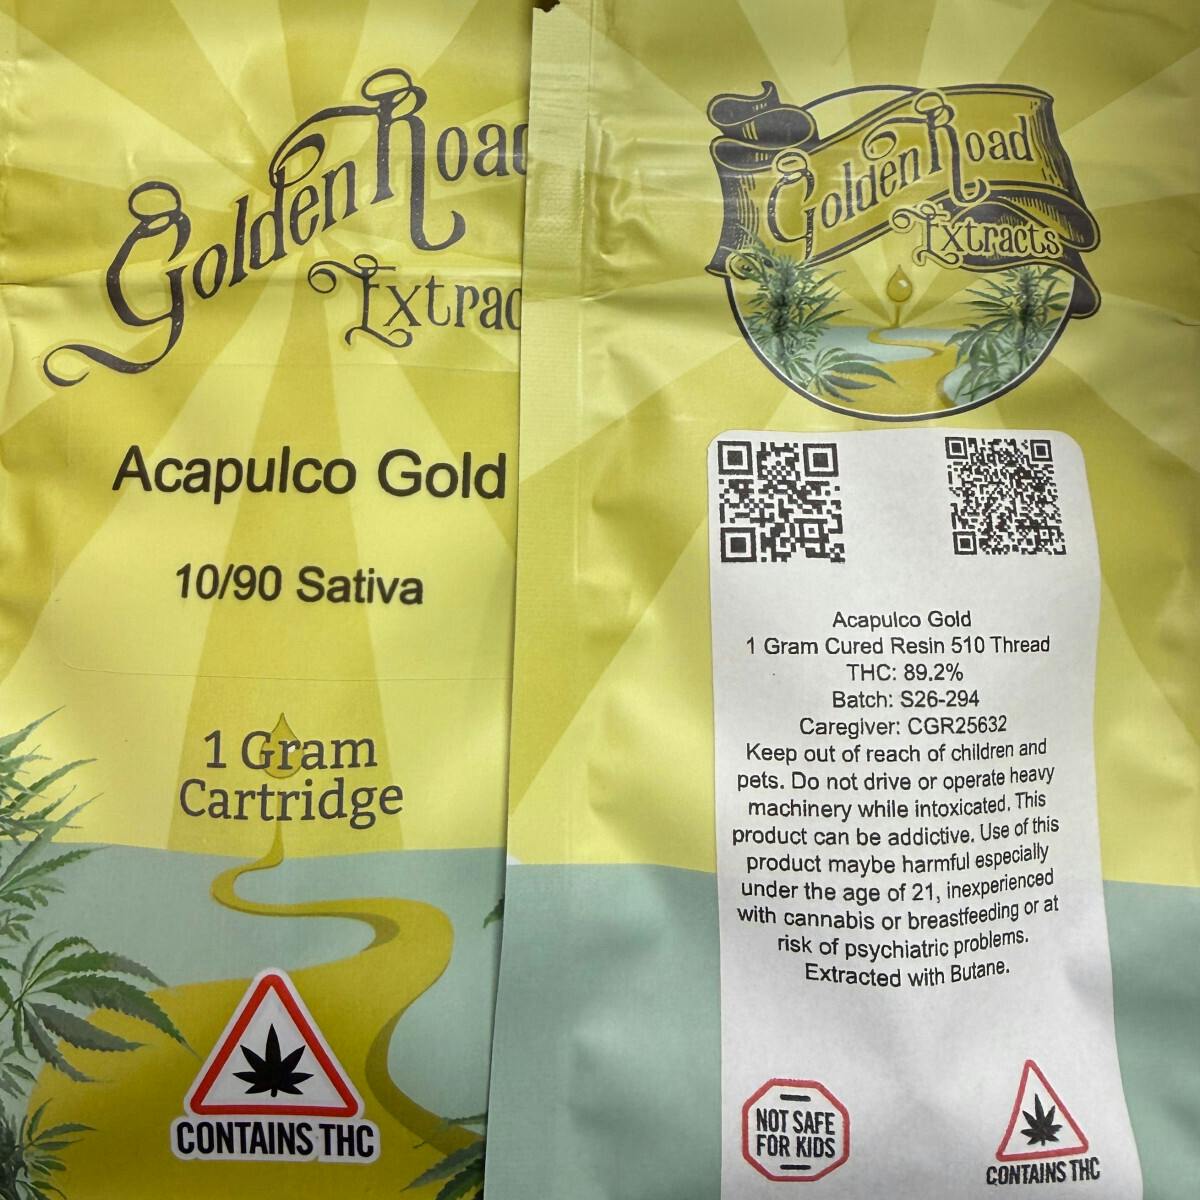 Golden Road
Extrac
Acapulco Gold
10/90 Sativa
1 Gram
Cartridge
CONTAINS THC
Golden Road
Extracts
Acapulco Gold
1 Gram Cured Resin 510 Thread
THC: 89.2%
Batch: S26-294
Caregiver: CGR25632
Keep out of reach of children and
pets. Do not drive or operate heavy
machinery while intoxicated. This
product can be addictive. Use of this
product maybe harmful especially
under the age of 21, inexperienced
with cannabis or breastfeeding or at
risk of psychiatric problems.
Extracted with Butane.
NOT SAFE
FOR KIDS
CONTAINS THC